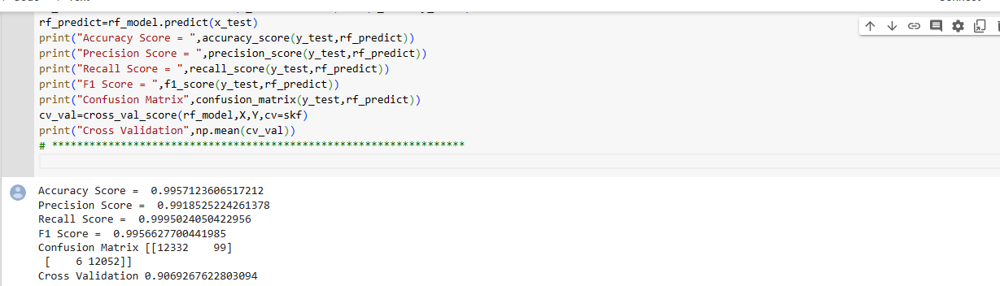 rf_predict=rf_model.predict(x_test)
print("Accuracy Score = ",accuracy_score(y_test,rf_predict))
print("Precision Score = ",precision_score(y_test,rf_predict))
print("Recall Score = ",recall_score(y_test,rf_predict))
print("F1 Score = ",f1_score(y_test,rf_predict))
print("Confusion Matrix",confusion_matrix(y_test,rf_predict))
cv_val=cross_val_score(rf_model,X,Y,cv=skf)
print("Cross Validation",np.mean(cv_val))
# ******************************************************************
Accuracy Score =  0.9957123606517212
Precision Score =  0.9918525224261378
Recall Score =  0.9995024050422956
F1 Score =  0.9956627700441985
Confusion Matrix [[12332    99]
 [    6 12052]]
Cross Validation 0.9069267622803094